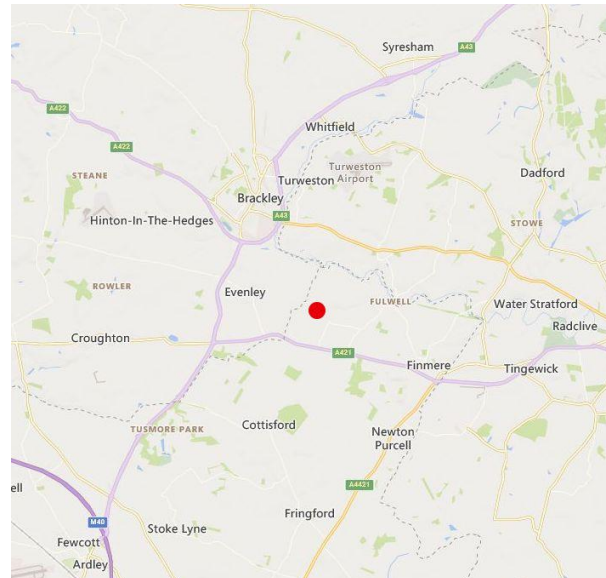 Syresham
A43
A422
Whitfield
A422
Turweston
Airport
STEANE
Turweston
Dadford
Brackley
Hinton-In-The-Hedges
A43
STOWE
ROWLER
Evenley
FULWELL
Water Stratford
Radclive
Croughton
A421
Finmere
Tingewick
TUSMORE PARK
Cottisford
Newton
Purcell
ell
A4421
Fringford
M40
Stoke Lyne
Fewcott
Ardley